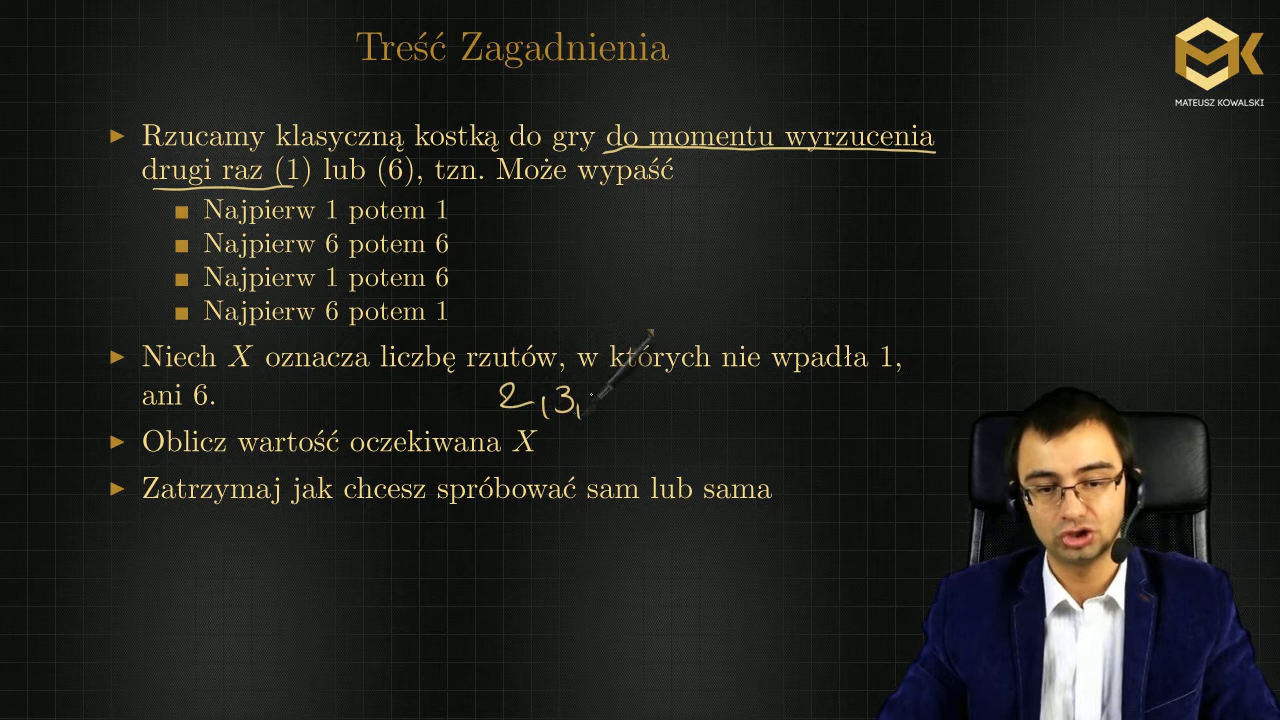 Treść Zagadnienia
MATEUSZ KOWALSKI
Rzucamy klasyczną kostką do gry do momentu wyrzucenia
drugi raz (1) lub (6), tzn. Może wypaść
Najpierw 1 potem 1
Najpierw 6 potem 6
Najpierw 1 potem 6
Najpierw 6 potem 1
Niech X oznacza liczbę rzutów, w których nie wpadła 1,
ani 6.
2, 3,
Oblicz wartość oczekiwana X
Zatrzymaj jak chcesz spróbować sam lub sama